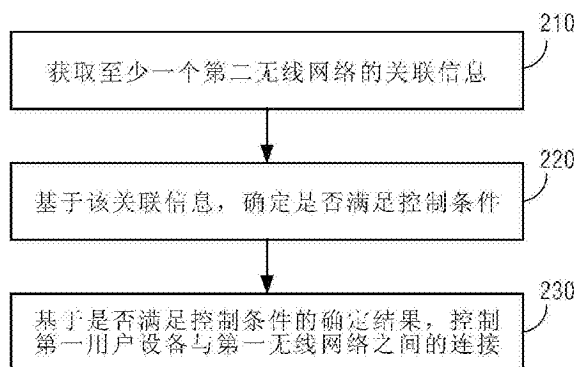 210
获取至少一个第二无线网络的关联信息
220
基于该关联信息，确定是否满足控制条件
230
基于是否满足控制条件的确定结果，控制
第一用户设备与第一无线网络之间的连接